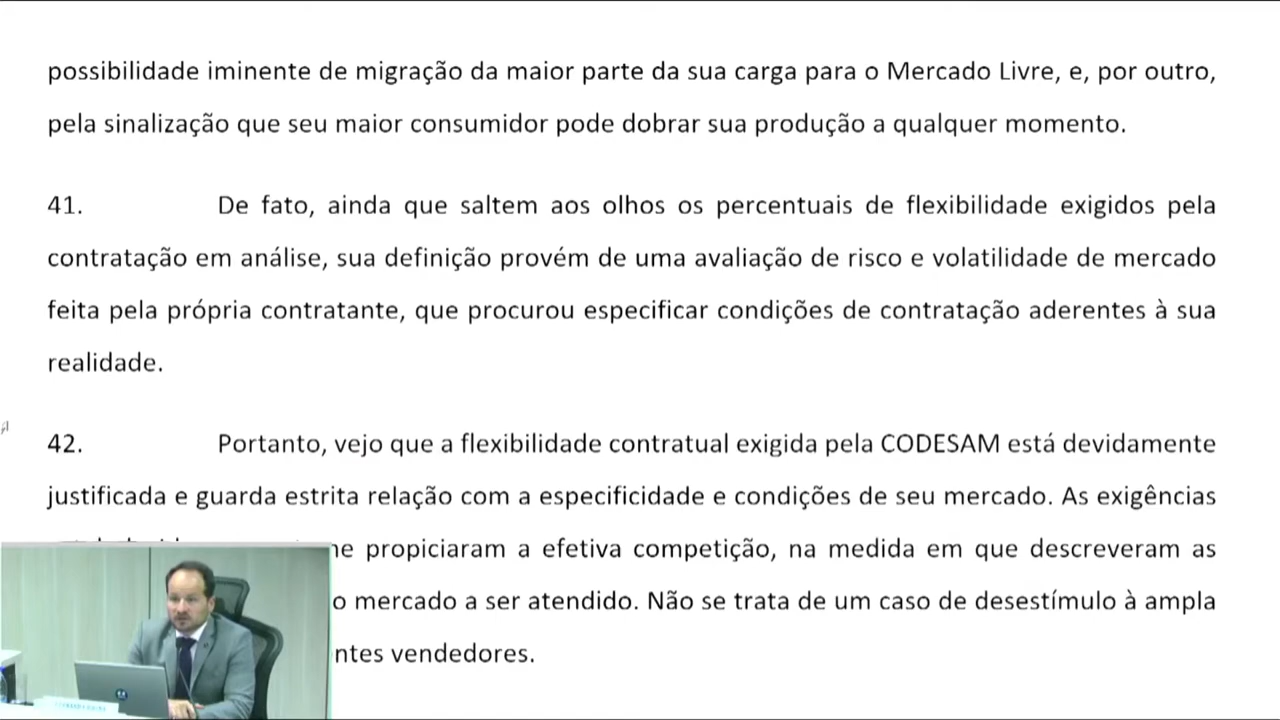 possibilidade iminente de migração da maior parte da sua carga para o Mercado Livre, e, por outro,
pela sinalização que seu maior consumidor pode dobrar sua produção a qualquer momento.
41. De fato, ainda que saltem aos olhos os percentuais de flexibilidade exigidos pela
contratação em análise, sua definição provém de uma avaliação de risco e volatilidade de mercado
feita pela própria contratante, que procurou especificar condições de contratação aderentes à sua
realidade.
42. Portanto, vejo que a flexibilidade contratual exigida pela CODESAM está devidamente
justificada e guarda estrita relação com a especificidade e condições de seu mercado. As exigências
propiciaram a efetiva competição, na medida em que descreveram as
o mercado a ser atendido. Não se trata de um caso de desestímulo à ampla
ntes vendedores.